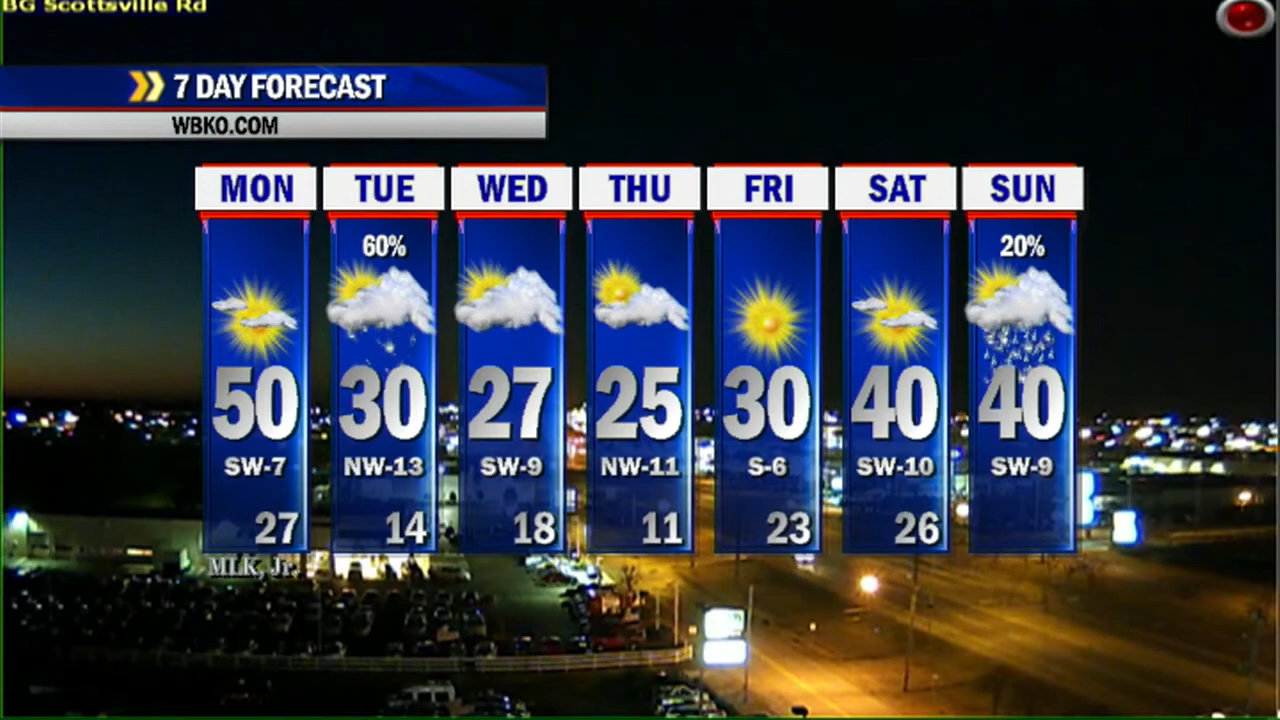 BG Scottsville Rd
7 DAY FORECAST
WBKO.COM
MON TUE WED THU FRI SAT SUN
60% 20%
50 30 27 25 30 40 40
SW-7 NW-13 SW-9 NW-11 S-6 SW-10 SW-9
27 14 18 11 23 26
MLK, Jr.